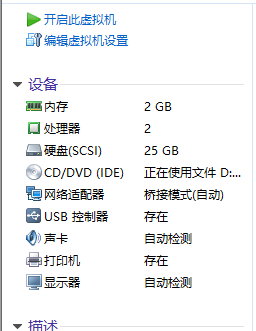 开启此虚拟机
编辑虚拟机设置
设备
内存 2 GB
处理器 2
硬盘(SCSI) 25 GB
CD/DVD (IDE) 正在使用文件 D:...
网络适配器 桥接模式(自动)
USB 控制器 存在
声卡 自动检测
打印机 存在
显示器 自动检测
描述